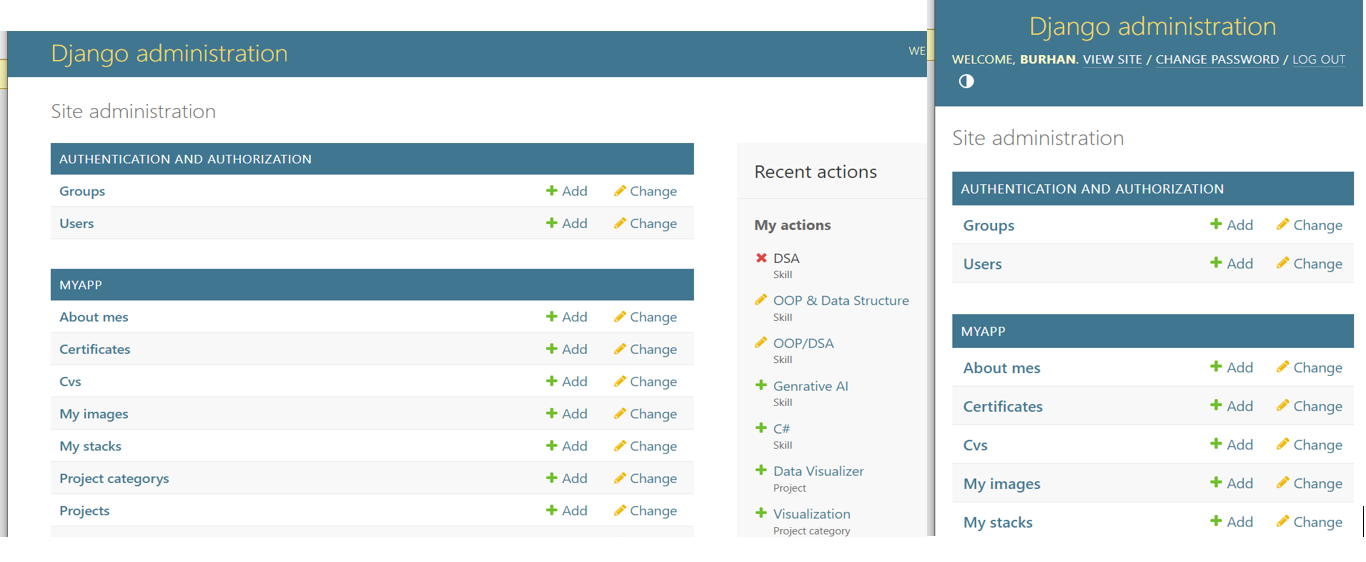 Django administration
WE
Site administration
AUTHENTICATION AND AUTHORIZATION
Groups Add Change
Users Add Change
MYAPP
About mes Add Change
Certificates Add Change
Cvs Add Change
My images Add Change
My stacks Add Change
Project categorys Add Change
Projects Add Change
Recent actions
My actions
DSA
Skill
OOP & Data Structure
Skill
OOP/DSA
Skill
Genrative AI
Skill
C#
Skill
Data Visualizer
Project
Visualization
Project category
Django administration
WELCOME, BURHAN. VIEW SITE / CHANGE PASSWORD / LOG OUT
Site administration
AUTHENTICATION AND AUTHORIZATION
Groups Add Change
Users Add Change
MYAPP
About mes Add Change
Certificates Add Change
Cvs Add Change
My images Add Change
My stacks Add Change